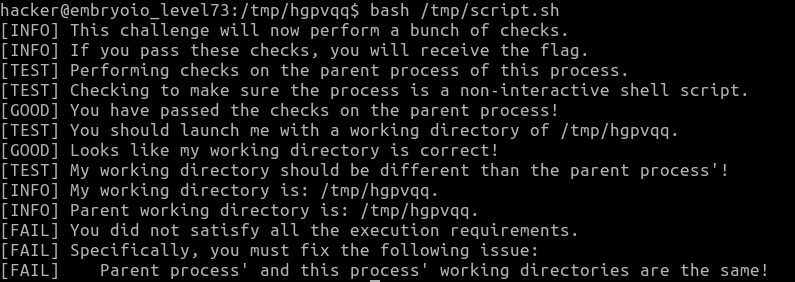 hacker@embryoio_level73:/tmp/hgpvqq$ bash /tmp/script.sh
[INFO] This challenge will now perform a bunch of checks.
[INFO] If you pass these checks, you will receive the flag.
[TEST] Performing checks on the parent process of this process.
[TEST] Checking to make sure the process is a non-interactive shell script.
[GOOD] You have passed the checks on the parent process!
[TEST] You should launch me with a working directory of /tmp/hgpvqq.
[GOOD] Looks like my working directory is correct!
[TEST] My working directory should be different than the parent process'!
[INFO] My working directory is: /tmp/hgpvqq.
[INFO] Parent working directory is: /tmp/hgpvqq.
[FAIL] You did not satisfy all the execution requirements.
[FAIL] Specifically, you must fix the following issue:
[FAIL]    Parent process' and this process' working directories are the same!